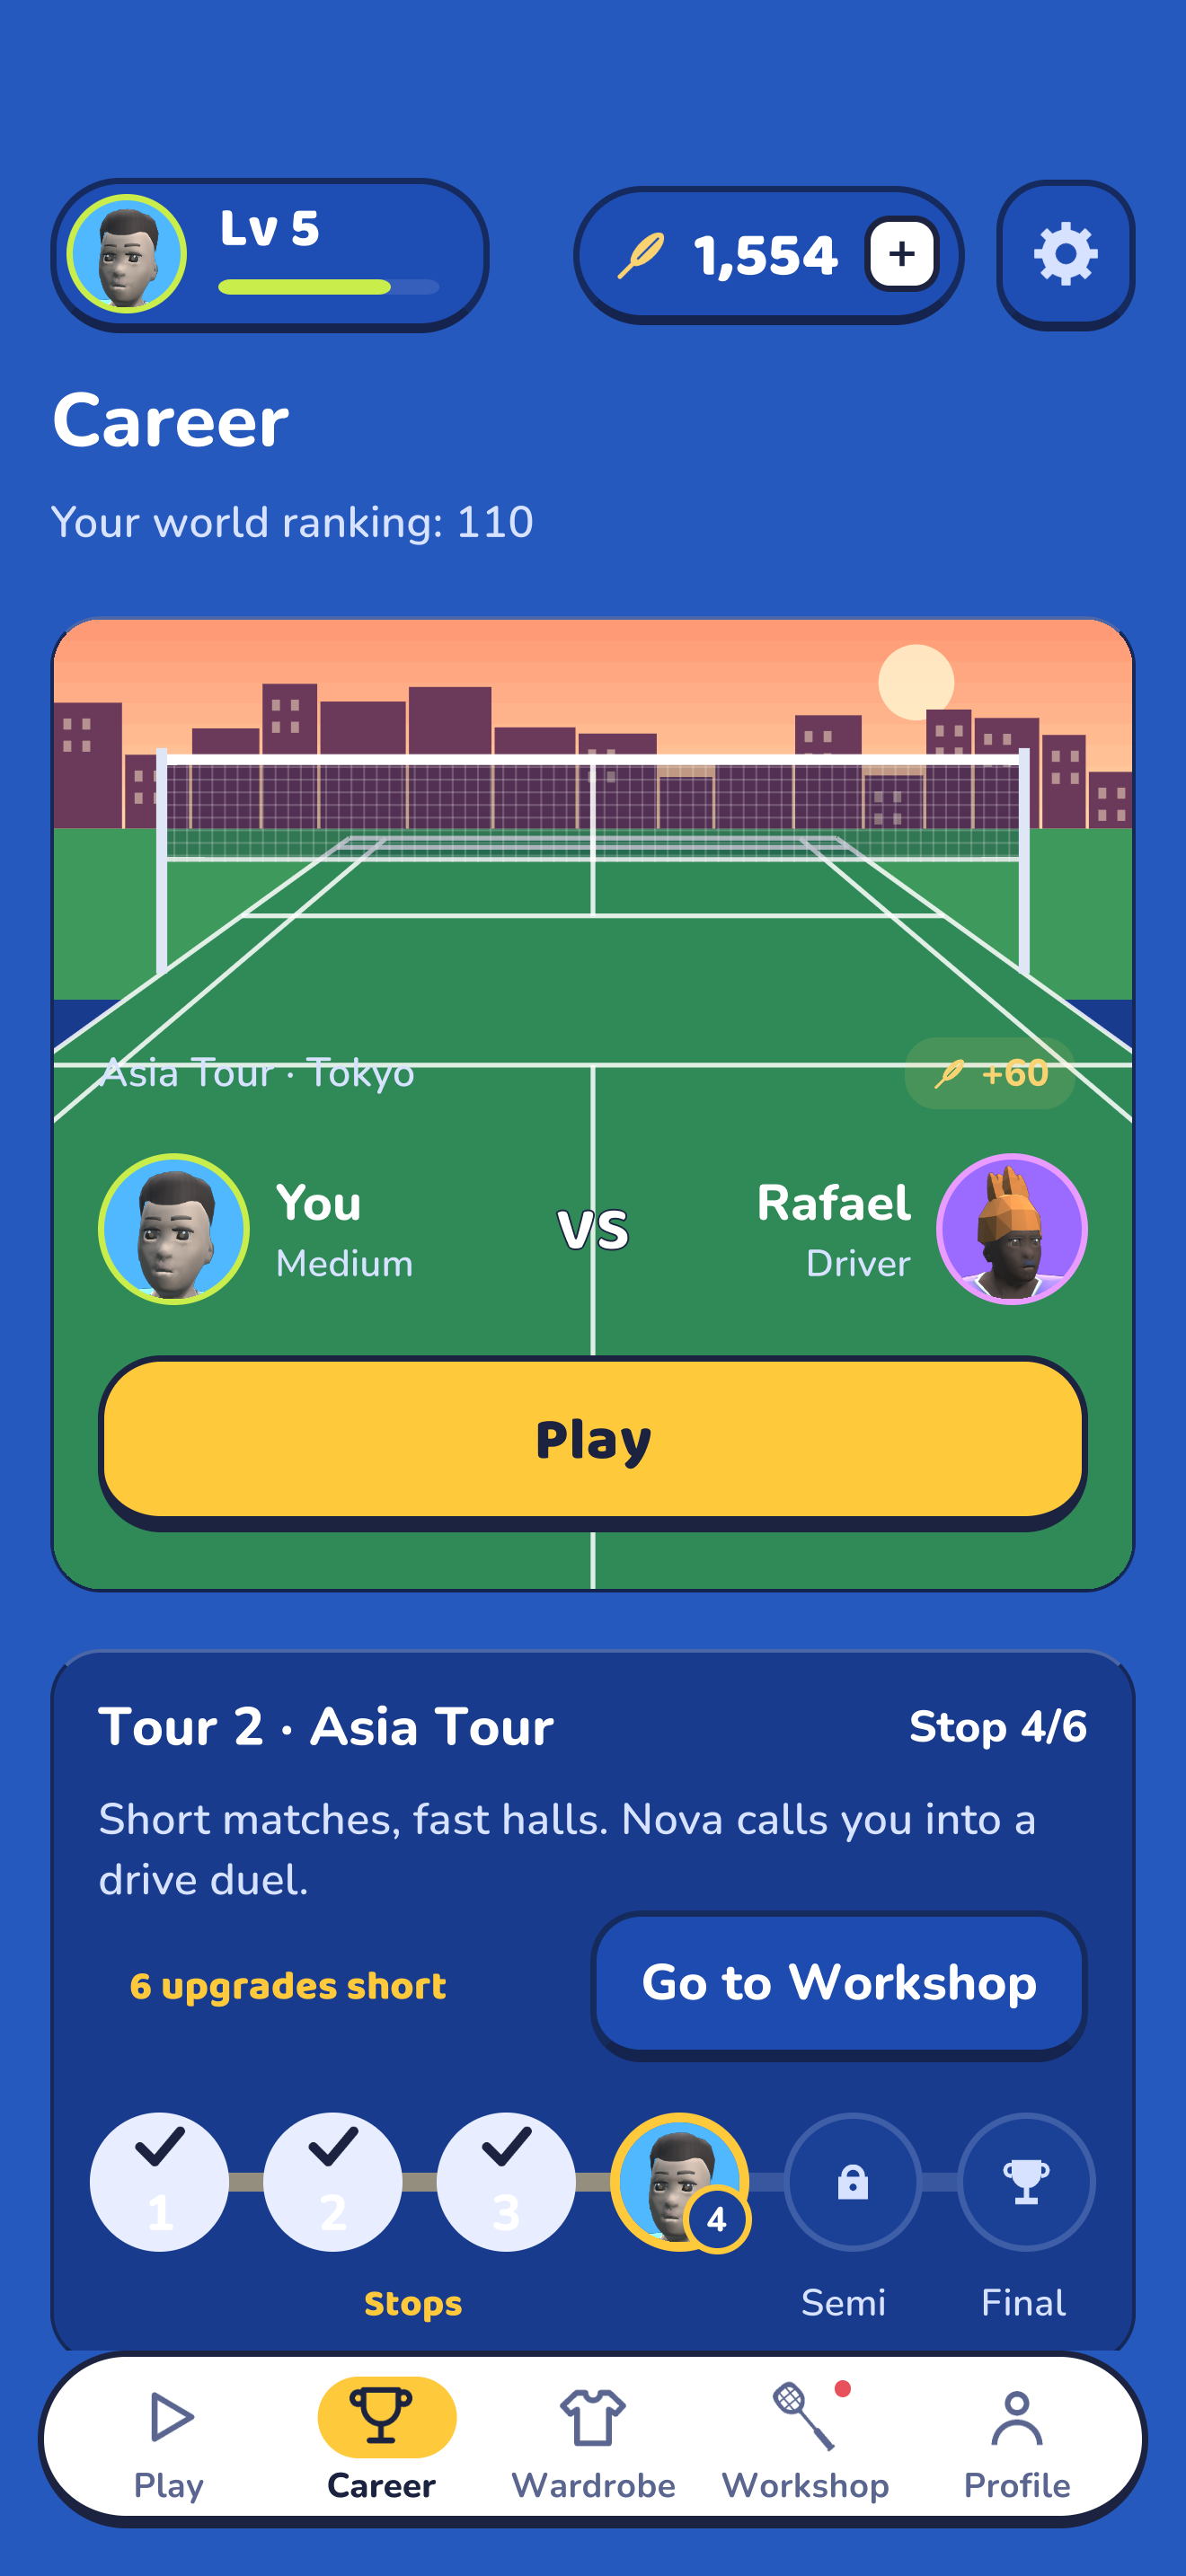 Lv 5
1,554
+
Career
Your world ranking: 110
Asia Tour · Tokyo
+60
You
Medium
VS
Rafael
Driver
Play
Tour 2 · Asia Tour
Stop 4/6
Short matches, fast halls. Nova calls you into a
drive duel.
6 upgrades short
Go to Workshop
1
2
3
4
Stops
Semi
Final
Play
Career
Wardrobe
Workshop
Profile